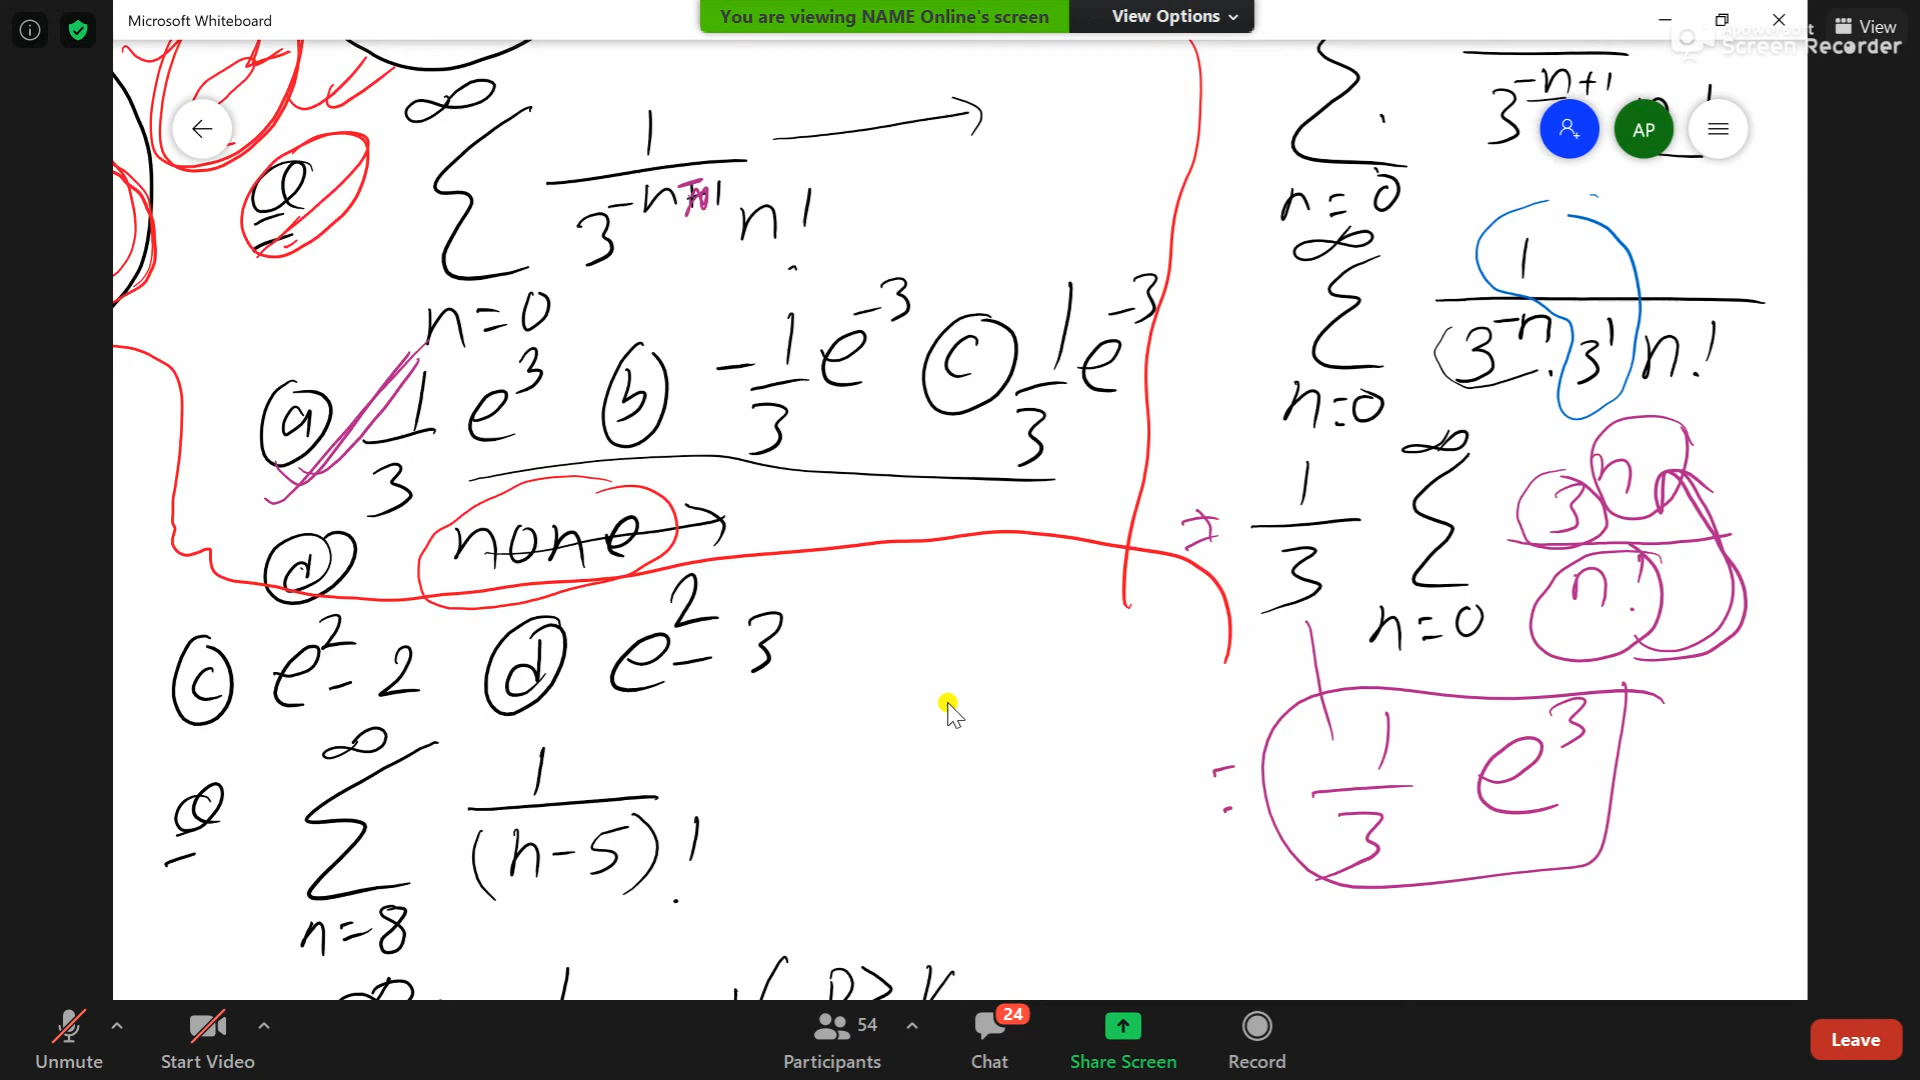 Microsoft Whiteboard
You are viewing NAME Online's screen
View Options
View
Apowersoft
Screen Recorder
AP
Q ∞ Σ n=0 1 / 3^-n+1 n!
ⓐ 1/3 e^3 ⓑ -1/3 e^-3 ⓒ 1/3 e^-3
ⓓ none
ⓒ e^2 - 2 ⓓ e^2 - 3
Q ∞ Σ n=8 1 / (n-5)!
Σ n=0 3^-n+1
∞ Σ n=0 1 / (3^-n . 3^1 n!
= 1/3 ∞ Σ n=0 3^n / n!
= 1/3 e^3
Unmute
Start Video
54
Participants
24
Chat
Share Screen
Record
Leave